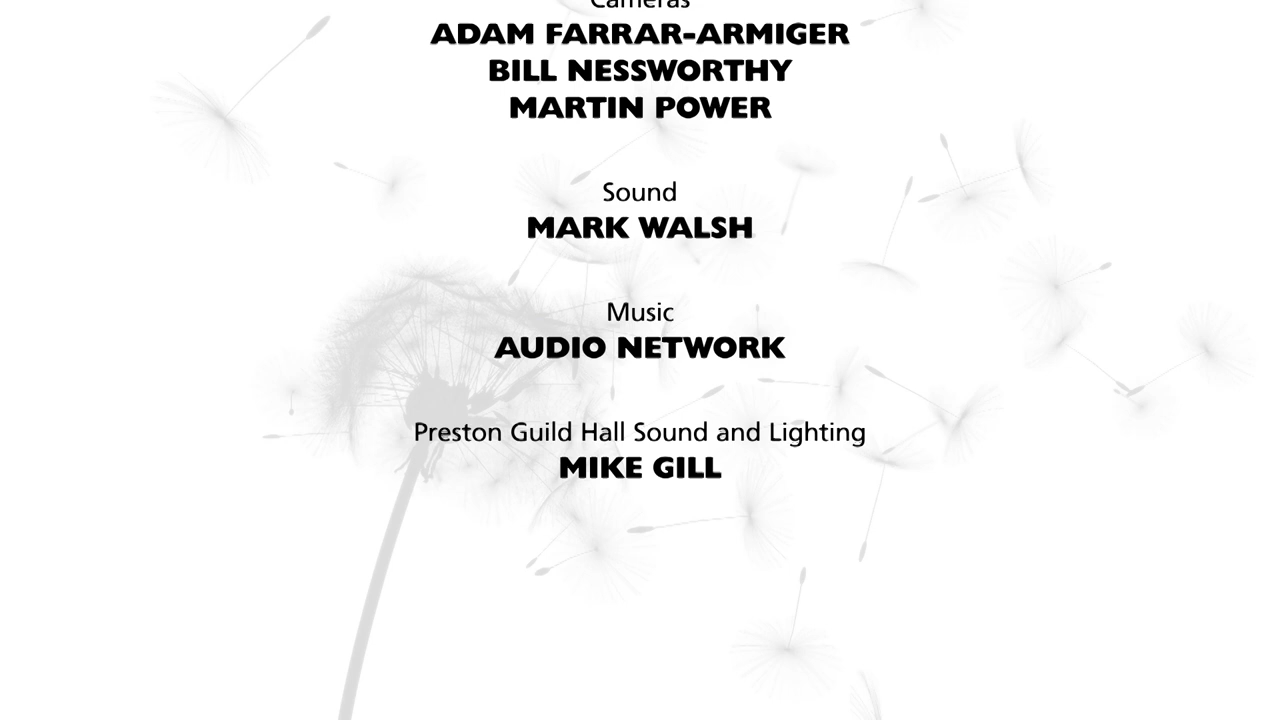 Cameras
ADAM FARRAR-ARMIGER
BILL NESSWORTHY
MARTIN POWER
Sound
MARK WALSH
Music
AUDIO NETWORK
Preston Guild Hall Sound and Lighting
MIKE GILL